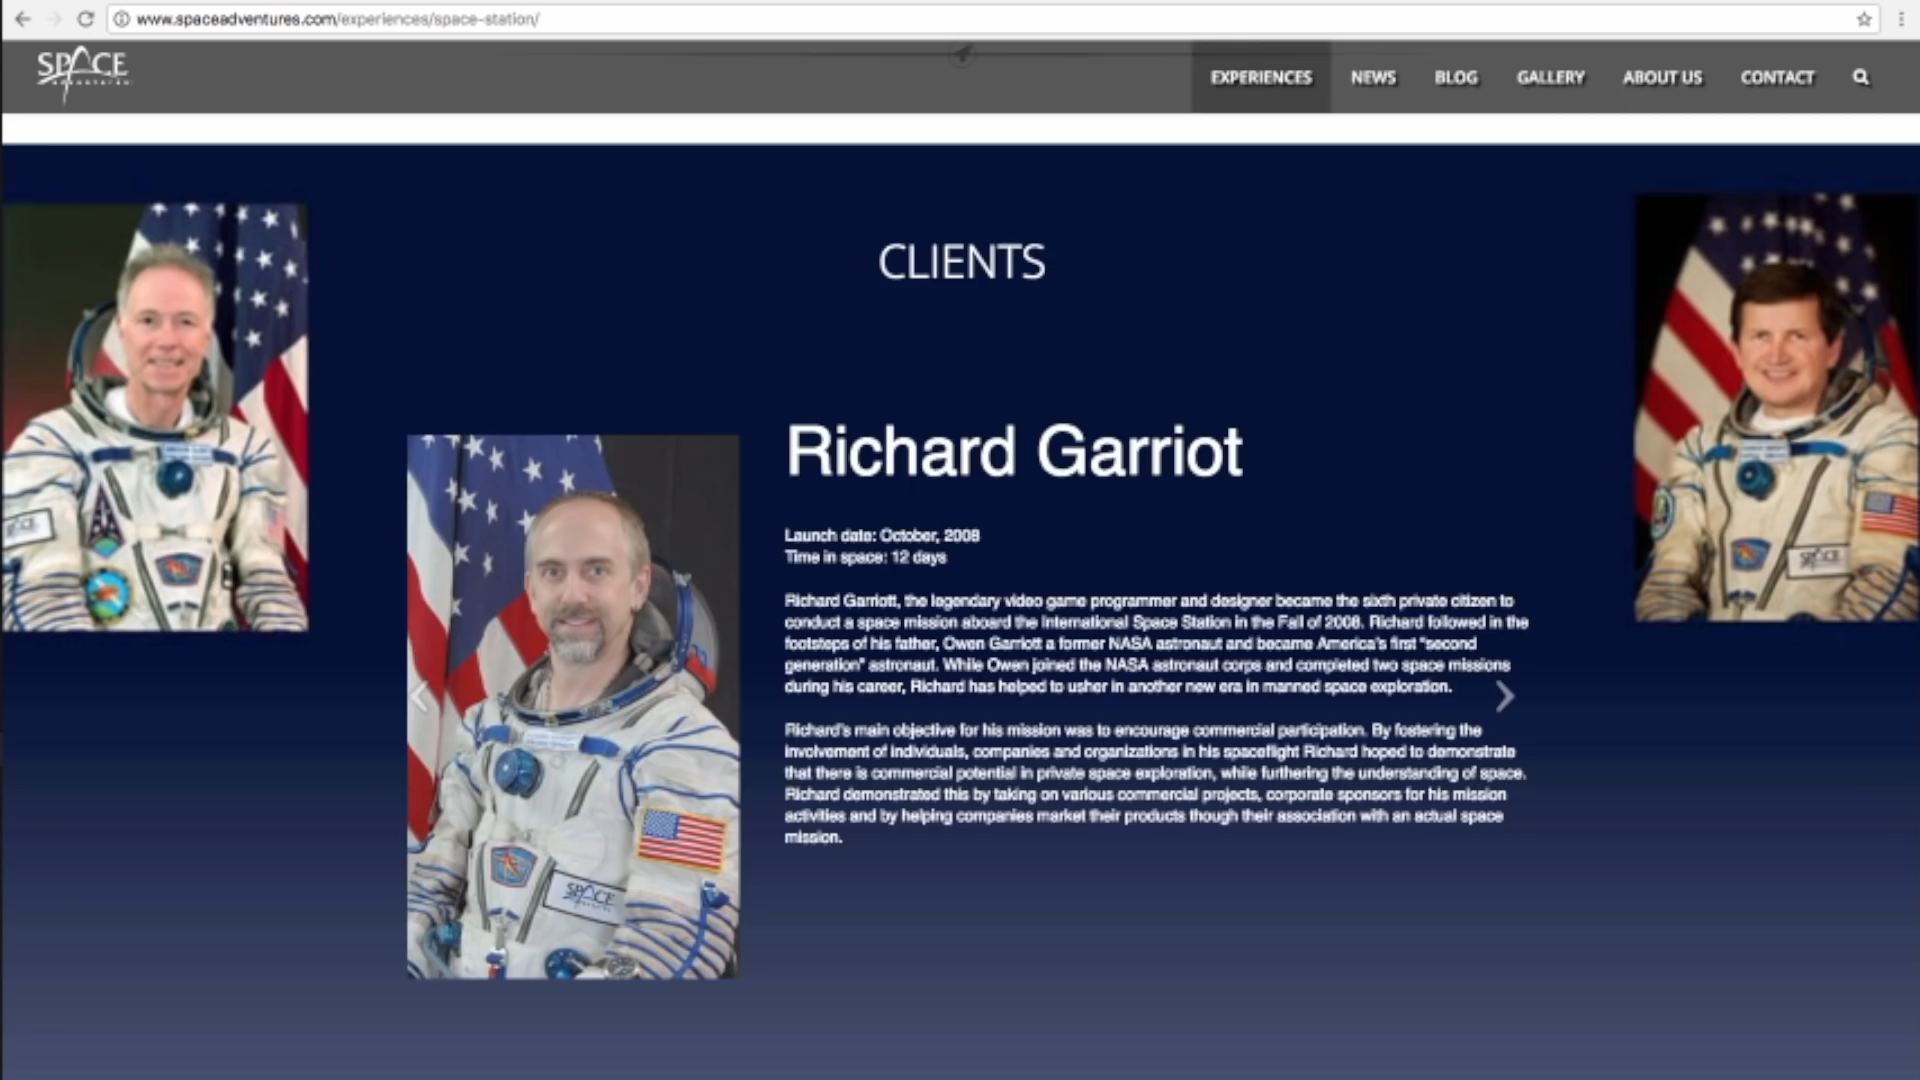 www.spaceadventures.com/experiences/space-station/
SPACE
EXPERIENCES NEWS BLOG GALLERY ABOUT US CONTACT
CLIENTS
Richard Garriot
Launch date: October, 2008
Time in space: 12 days
Richard Garriott, the legendary video game programmer and designer became the sixth private citizen to
conduct a space mission aboard the International Space Station in the Fall of 2008. Richard followed in the
footsteps of his father, Owen Garriott a former NASA astronaut and became America's first "second
generation" astronaut. While Owen joined the NASA astronaut corps and completed two space missions
during his career, Richard has helped to usher in another new era in manned space exploration.
Richard's main objective for his mission was to encourage commercial participation. By fostering the
involvement of individuals, companies and organizations in his spaceflight Richard hoped to demonstrate
that there is commercial potential in private space exploration, while furthering the understanding of space.
Richard demonstrated this by taking on various commercial projects, corporate sponsors for his mission
activities and by helping companies market their products though their association with an actual space
mission.
SPACE
SPACE